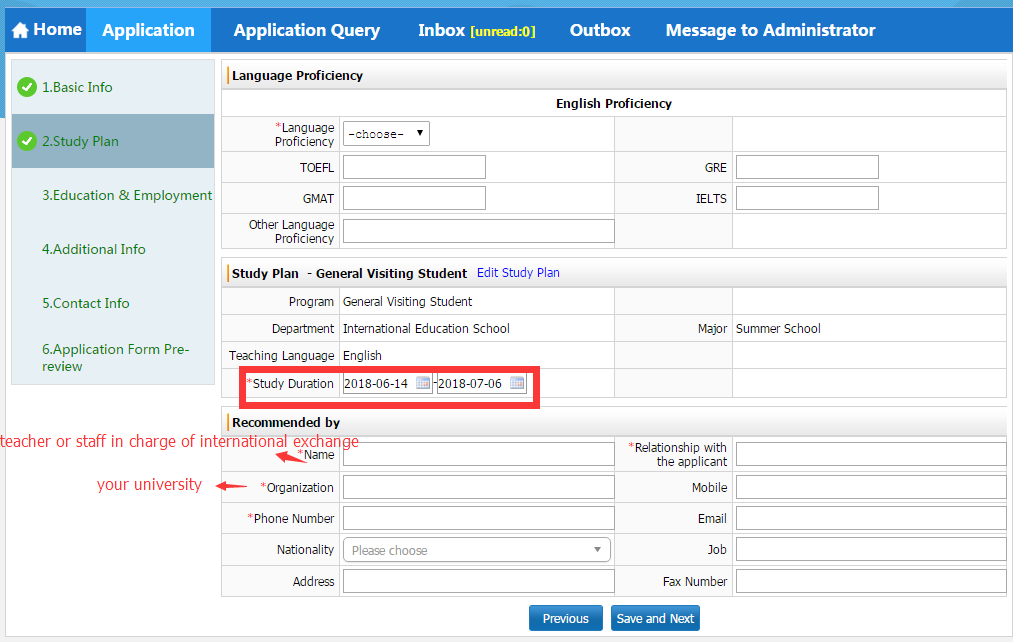 Home Application Application Query Inbox [unread:0] Outbox Message to Administrator
1.Basic Info
2.Study Plan
3.Education & Employment
4.Additional Info
5.Contact Info
6.Application Form Pre-
review
Language Proficiency
English Proficiency
*Language
Proficiency
-choose-
TOEFL GRE
GMAT IELTS
Other Language
Proficiency
Study Plan - General Visiting Student Edit Study Plan
Program General Visiting Student
Department International Education School Major Summer School
Teaching Language English
*Study Duration 2018-06-14 - 2018-07-06
Recommended by
teacher or staff in charge of international exchange
*Name *Relationship with
the applicant
your university
*Organization Mobile
*Phone Number Email
Nationality Please choose Job
Address Fax Number
Previous Save and Next